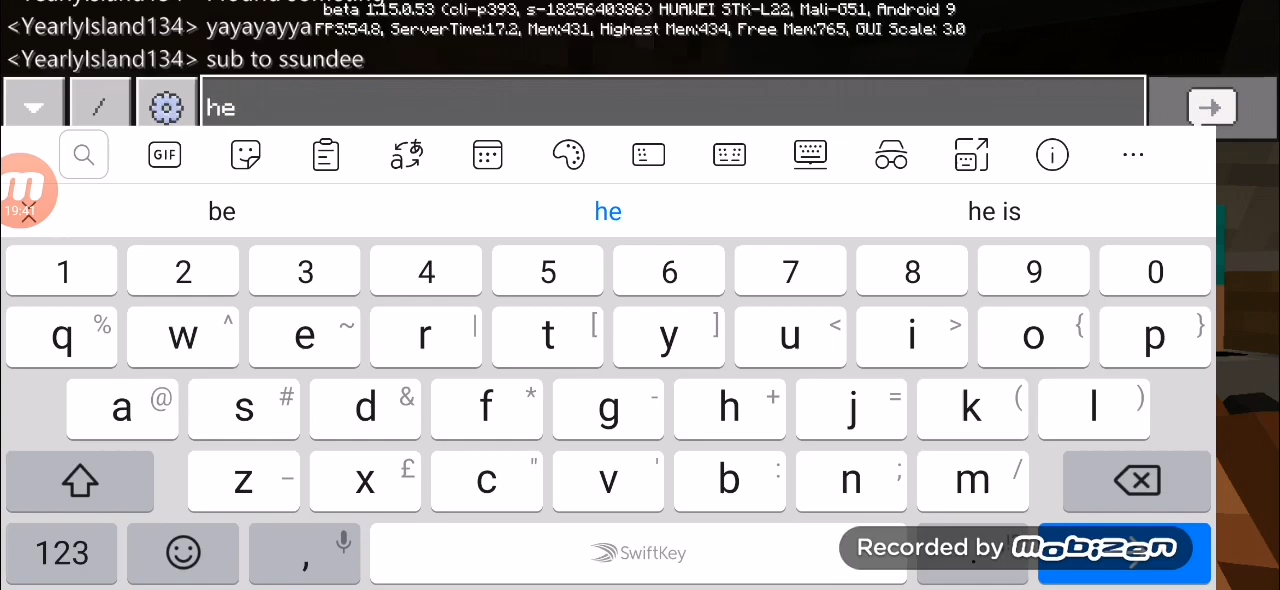 beta 1.15.0.53 (cli-p393, s-1825640386) HUAWEI STK-L22, Mali-G51, Android 9
<YearlyIsland134> yayayayya
FPS:54.8, ServerTime:17.2, Mem:431, Highest Mem:434, Free Mem:765, GUI Scale: 3.0
<YearlyIsland134> sub to ssundee
/ he
GIF
19:41
be he he is
1 2 3 4 5 6 7 8 9 0
q % w ^ e ~ r | t [ y ] u < i > o { p }
a @ s # d & f * g - h + j = k ( l )
z _ x £ c " v ' b : n ; m /
123 , SwiftKey .
Recorded by mobizen